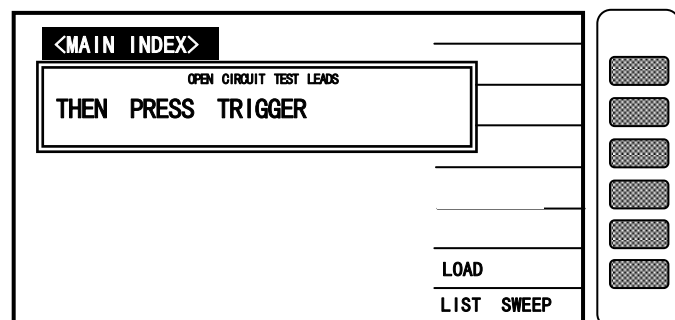 <MAIN INDEX>
OPEN CIRCUIT TEST LEADS
THEN PRESS TRIGGER
LOAD
LIST SWEEP